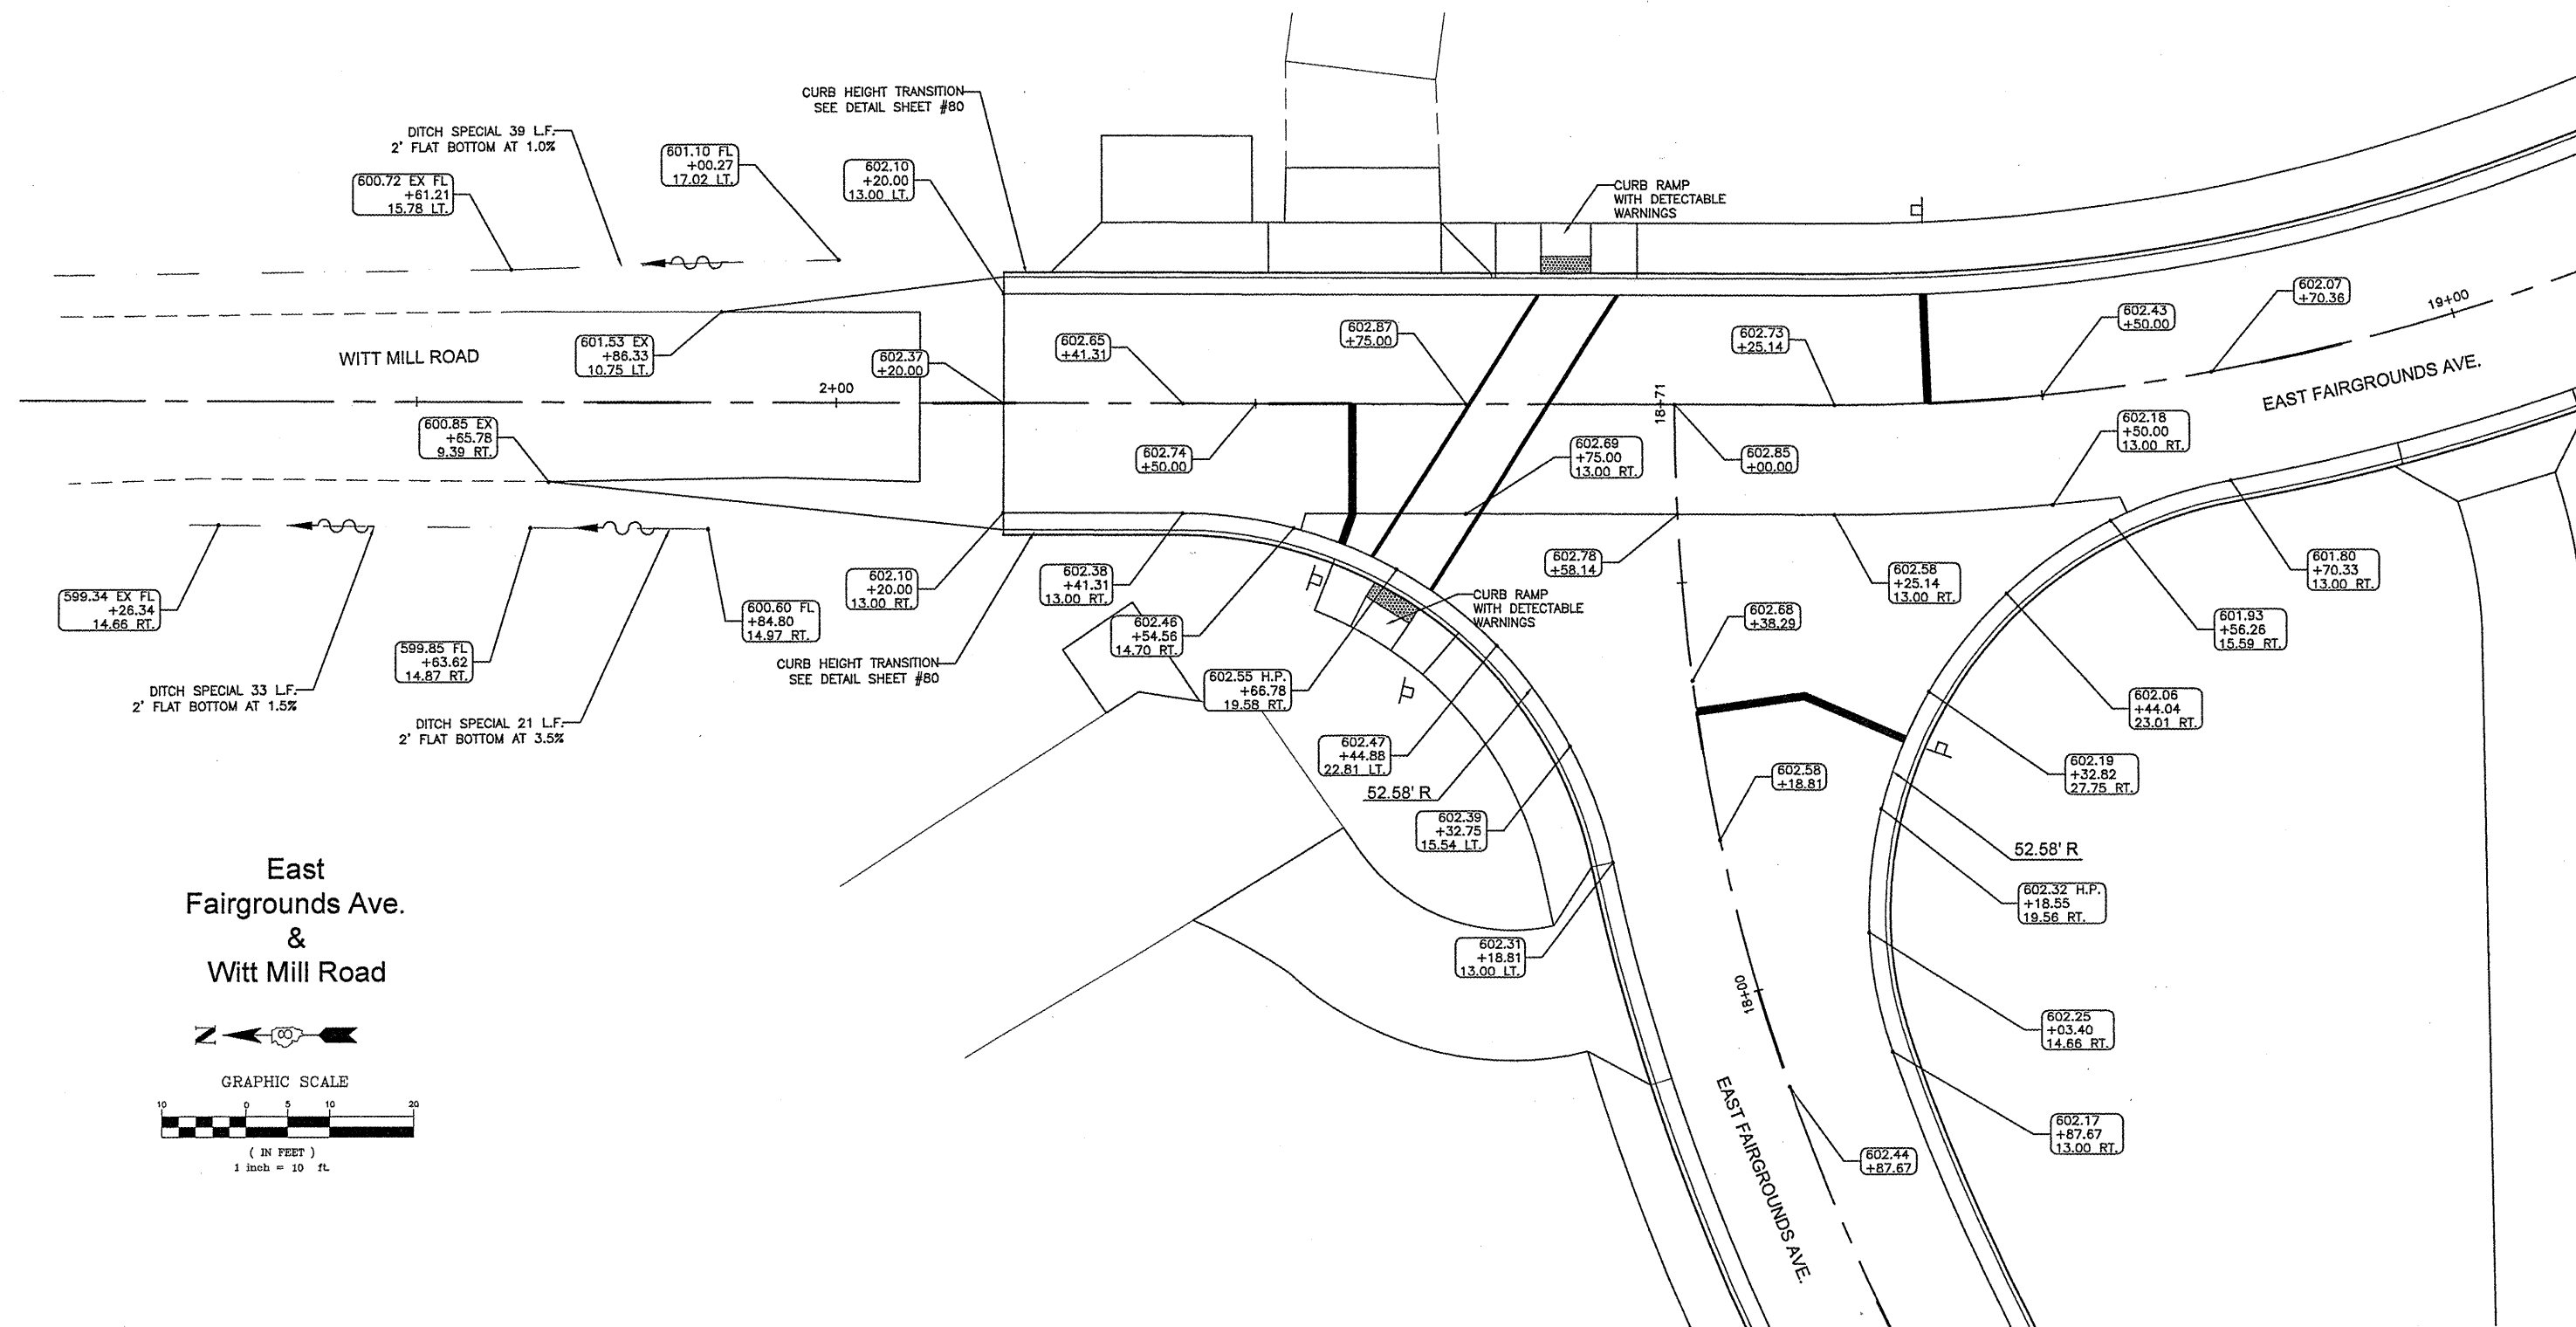 CURB HEIGHT TRANSITION
SEE DETAIL SHEET #80
DITCH SPECIAL 39 L.F.
2' FLAT BOTTOM AT 1.0%
601.10 FL
+00.27
17.02 LT.
602.10
+20.00
13.00 LT.
600.72 EX FL
+61.21
15.78 LT.
CURB RAMP
WITH DETECTABLE
WARNINGS
602.07
+70.36
19+00
602.43
+50.00
601.53 EX
+86.33
10.75 LT.
WITT MILL ROAD
602.37
+20.00
602.65
+41.31
602.87
+75.00
602.73
+25.14
2+00
18+71
EAST FAIRGROUNDS AVE.
600.85 EX
+65.78
9.39 RT.
602.74
+50.00
602.69
+75.00
13.00 RT.
602.85
+00.00
602.18
+50.00
13.00 RT.
599.34 EX FL
+26.34
14.66 RT.
599.85 FL
+63.62
14.87 RT.
600.60 FL
+84.80
14.97 RT.
602.10
+20.00
13.00 RT.
602.38
+41.31
13.00 RT.
602.78
+58.14
602.58
+25.14
13.00 RT.
601.80
+70.33
13.00 RT.
CURB RAMP
WITH DETECTABLE
WARNINGS
602.46
+54.56
14.70 RT.
602.68
+38.29
601.93
+56.26
15.59 RT.
CURB HEIGHT TRANSITION
SEE DETAIL SHEET #80
602.55 H.P.
+66.78
19.58 RT.
602.06
+44.04
23.01 RT.
DITCH SPECIAL 33 L.F.
2' FLAT BOTTOM AT 1.5%
DITCH SPECIAL 21 L.F.
2' FLAT BOTTOM AT 3.5%
602.47
+44.88
22.81 LT.
52.58' R
602.58
+18.81
602.19
+32.82
27.75 RT.
602.39
+32.75
15.54 LT.
52.58' R
602.32 H.P.
+18.55
19.56 RT.
602.31
+18.81
13.00 LT.
18+00
602.25
+03.40
14.66 RT.
East
Fairgrounds Ave.
&
Witt Mill Road
N
GRAPHIC SCALE
10 0 5 10 20
( IN FEET )
1 inch = 10 ft.
EAST FAIRGROUNDS AVE.
602.17
+87.67
13.00 RT.
602.44
+87.67